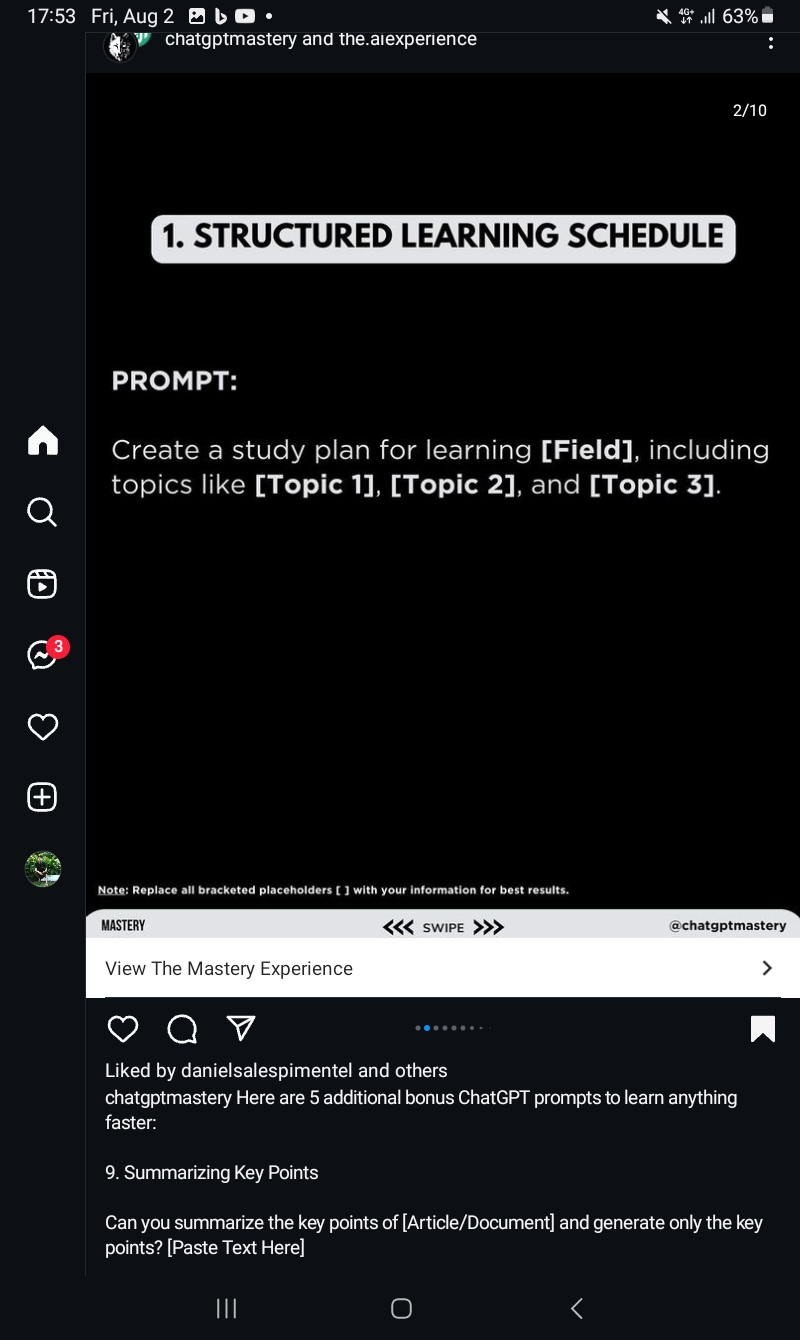 17:53 Fri, Aug 2 4G+ 63%
chatgptmastery and the.aiexperience
2/10
1. STRUCTURED LEARNING SCHEDULE
PROMPT:
Create a study plan for learning [Field], including
topics like [Topic 1], [Topic 2], and [Topic 3].
3
Note: Replace all bracketed placeholders [ ] with your information for best results.
MASTERY <<< SWIPE >>> @chatgptmastery
View The Mastery Experience
Liked by danielsalespimentel and others
chatgptmastery Here are 5 additional bonus ChatGPT prompts to learn anything
faster:
9. Summarizing Key Points
Can you summarize the key points of [Article/Document] and generate only the key
points? [Paste Text Here]